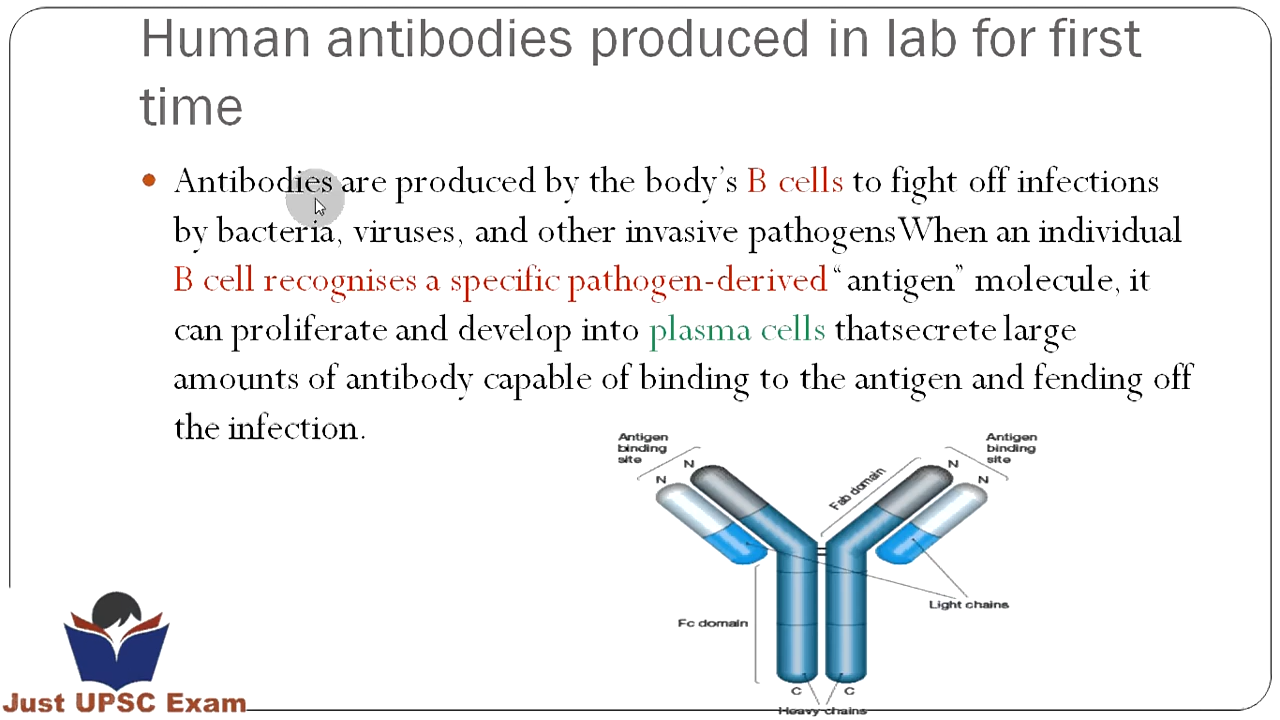 Human antibodies produced in lab for first
time
• Antibodies are produced by the body's B cells to fight off infections
by bacteria, viruses, and other invasive pathogensWhen an individual
B cell recognises a specific pathogen-derived “antigen” molecule, it
can proliferate and develop into plasma cells thatsecrete large
amounts of antibody capable of binding to the antigen and fending off
the infection.
Antigen
binding
site
Antigen
binding
site
N
N
N
N
Fab domain
Light chains
Fc domain
C
C
Heavy chains
Just UPSC Exam